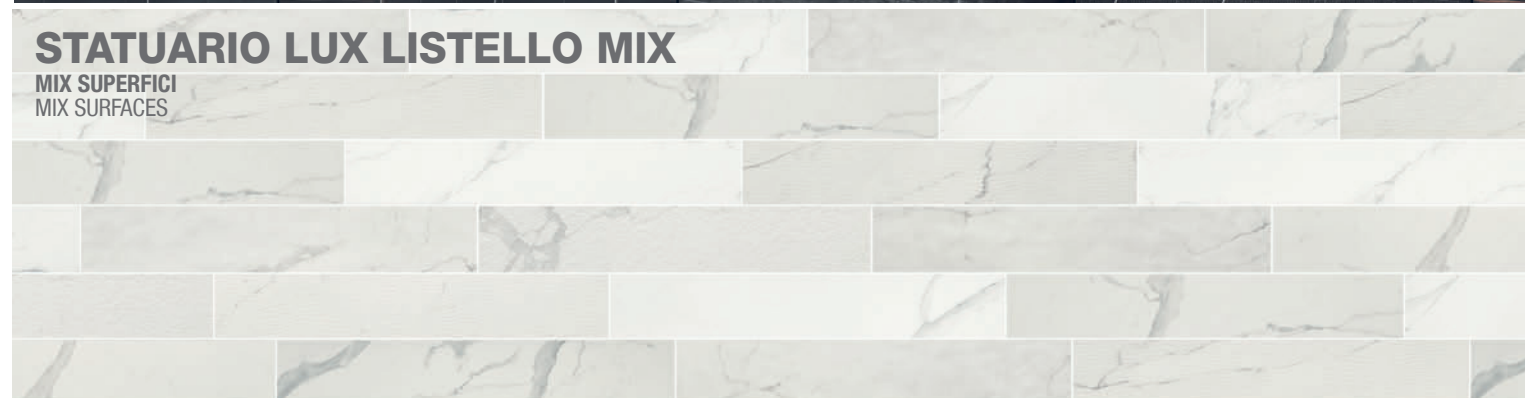 STATUARIO LUX LISTELLO MIX
MIX SUPERFICI
MIX SURFACES